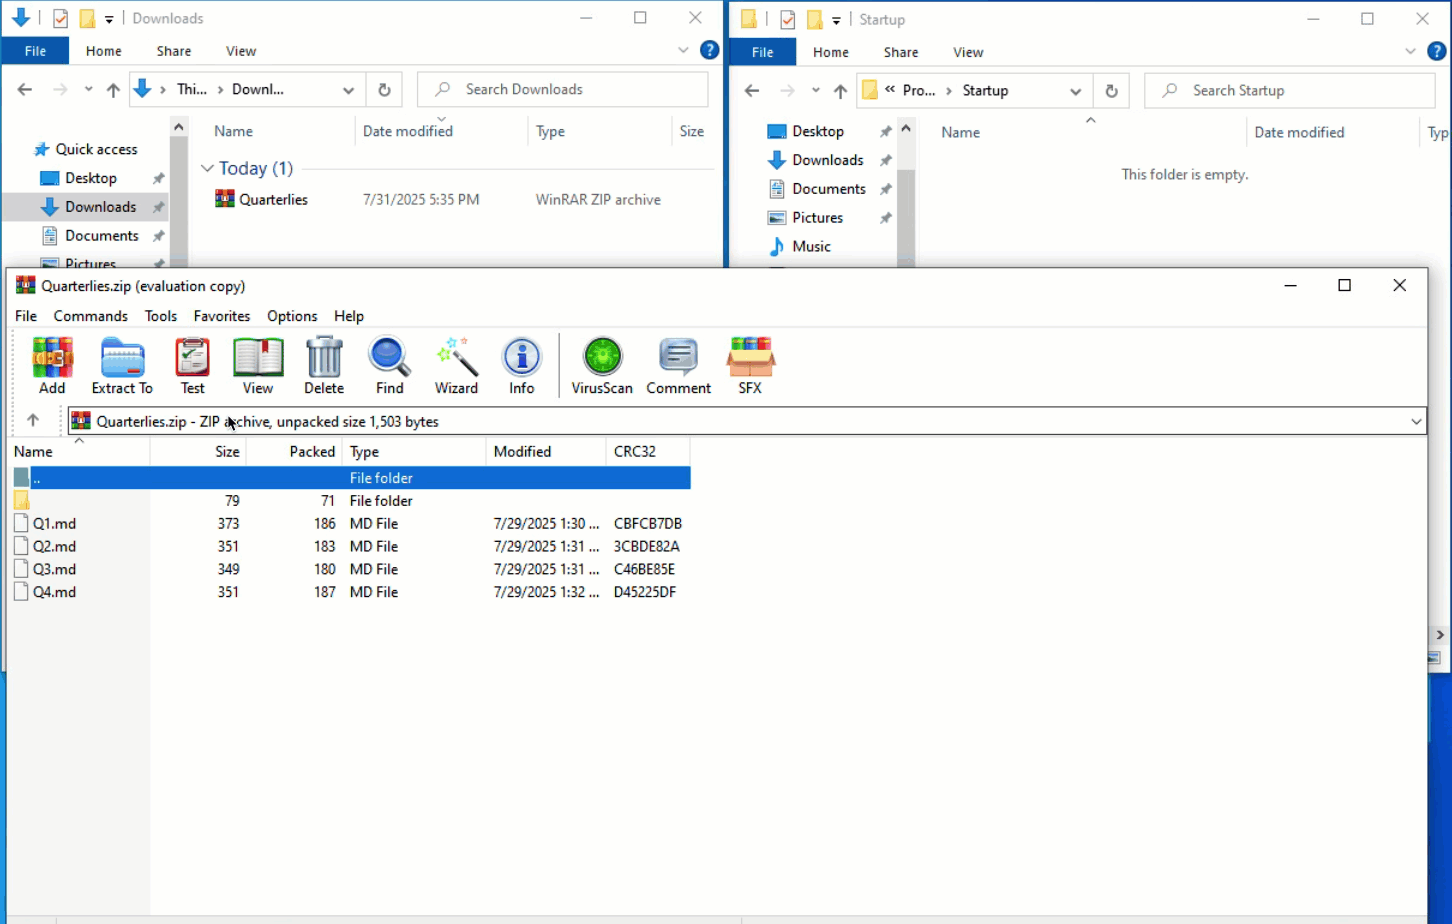 Downloads
File Home Share View
Thi... Downl... Search Downloads
Quick access
Desktop
Downloads
Documents
Pictures
Name Date modified Type Size
Today (1)
Quarterlies 7/31/2025 5:35 PM WinRAR ZIP archive
Startup
File Home Share View
« Pro... Startup Search Startup
Desktop
Downloads
Documents
Pictures
Music
Name Date modified Typ
This folder is empty.
Quarterlies.zip (evaluation copy)
File Commands Tools Favorites Options Help
Add Extract To Test View Delete Find Wizard Info VirusScan Comment SFX
Quarterlies.zip - ZIP archive, unpacked size 1,503 bytes
Name Size Packed Type Modified CRC32
.. File folder
79 71 File folder
Q1.md 373 186 MD File 7/29/2025 1:30 ... CBFCB7DB
Q2.md 351 183 MD File 7/29/2025 1:31 ... 3CBDE82A
Q3.md 349 180 MD File 7/29/2025 1:31 ... C46BE85E
Q4.md 351 187 MD File 7/29/2025 1:32 ... D45225DF